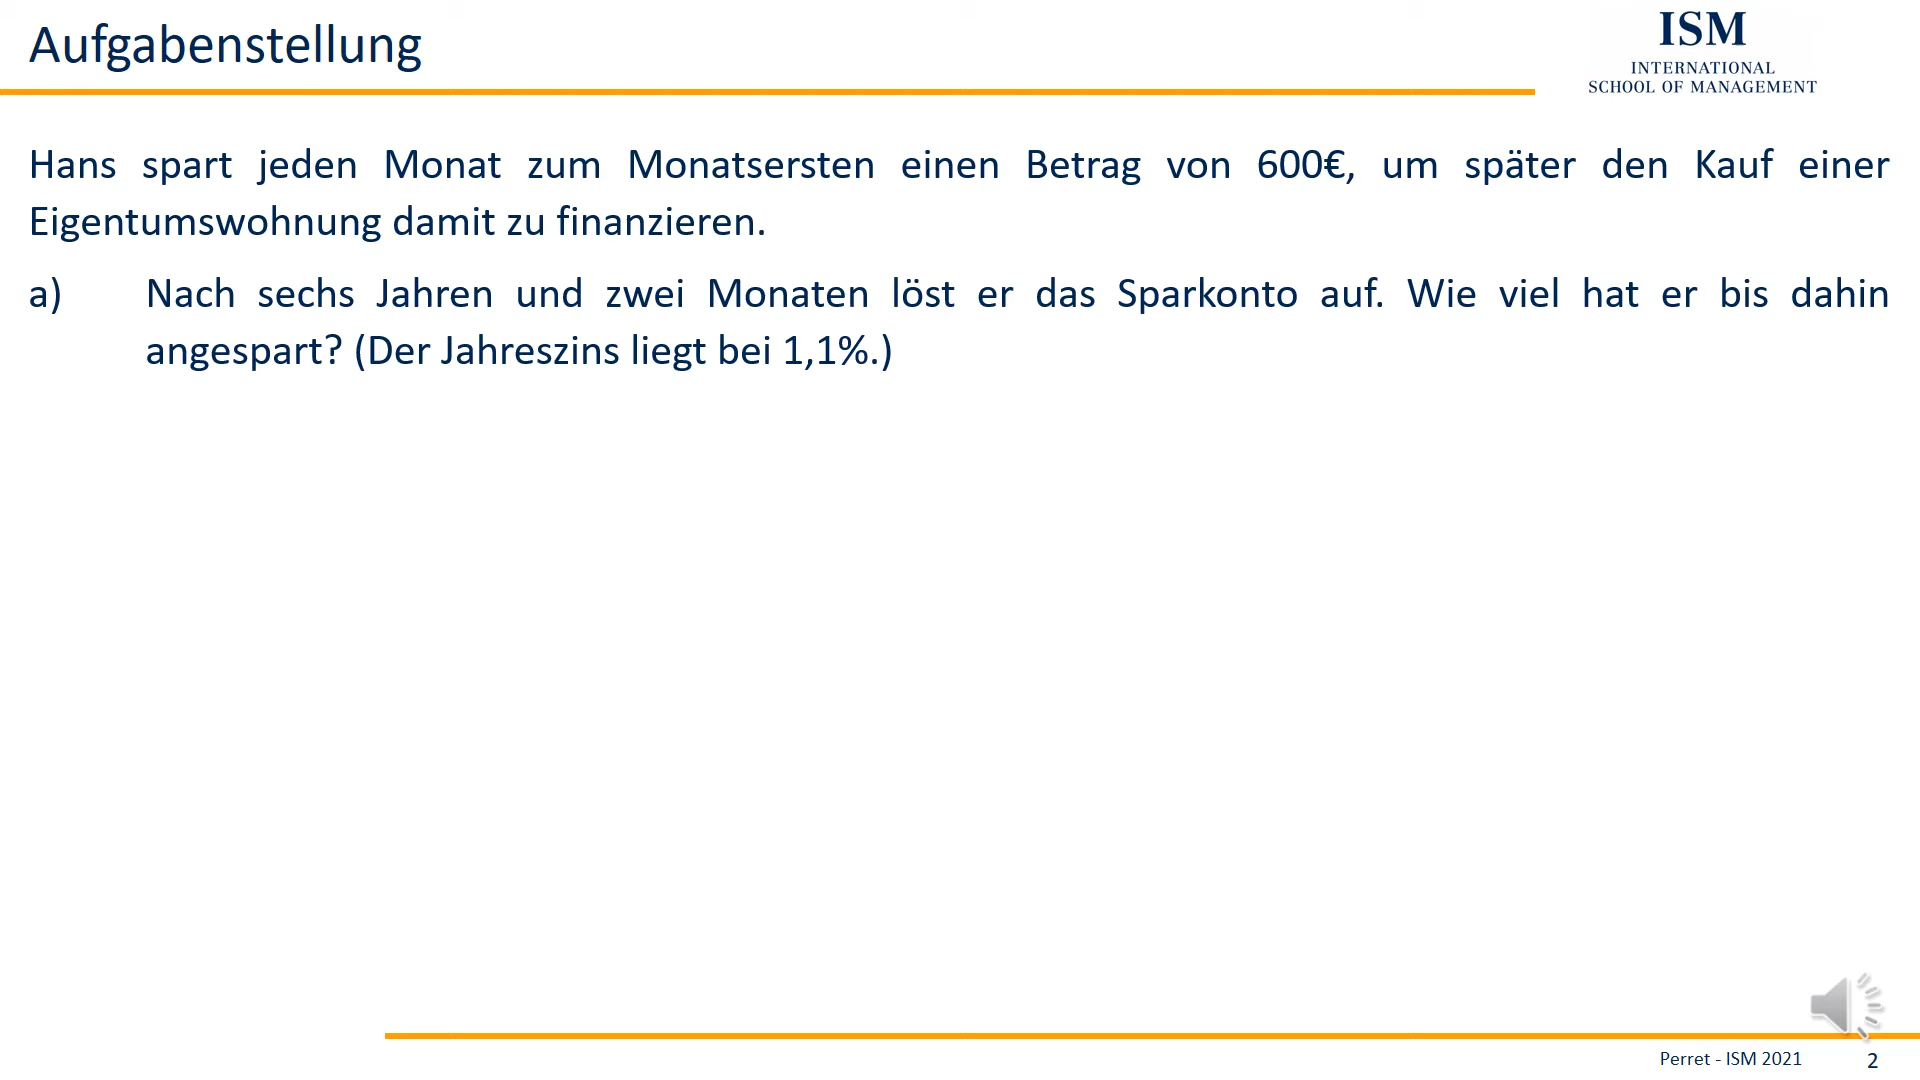 Aufgabenstellung
ISM
INTERNATIONAL
SCHOOL OF MANAGEMENT
Hans spart jeden Monat zum Monatsersten einen Betrag von 600€, um später den Kauf einer
Eigentumswohnung damit zu finanzieren.
a) Nach sechs Jahren und zwei Monaten löst er das Sparkonto auf. Wie viel hat er bis dahin
angespart? (Der Jahreszins liegt bei 1,1%.)
Perret - ISM 2021 2